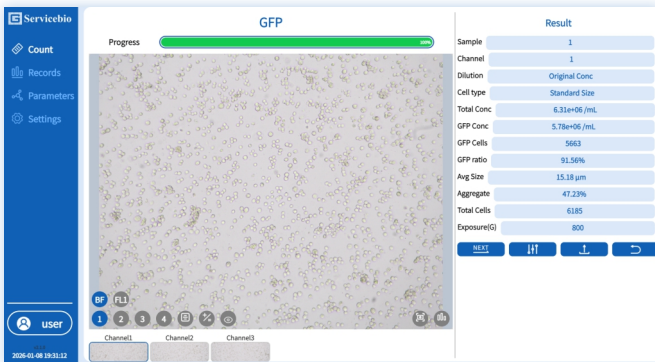 Servicebio
Count
Records
Parameters
Settings
user
2026-01-08 19:31:12
GFP
Progress
100%
BF
FL1
1
2
3
4
Channel1
Channel2
Channel3
Result
Sample
1
Channel
1
Dilution
Original Conc
Cell type
Standard Size
Total Conc
6.31e+06 /mL
GFP Conc
5.78e+06 /mL
GFP Cells
5663
GFP ratio
91.56%
Avg Size
15.18 μm
Aggregate
47.23%
Total Cells
6185
Exposure(G)
800
NEXT